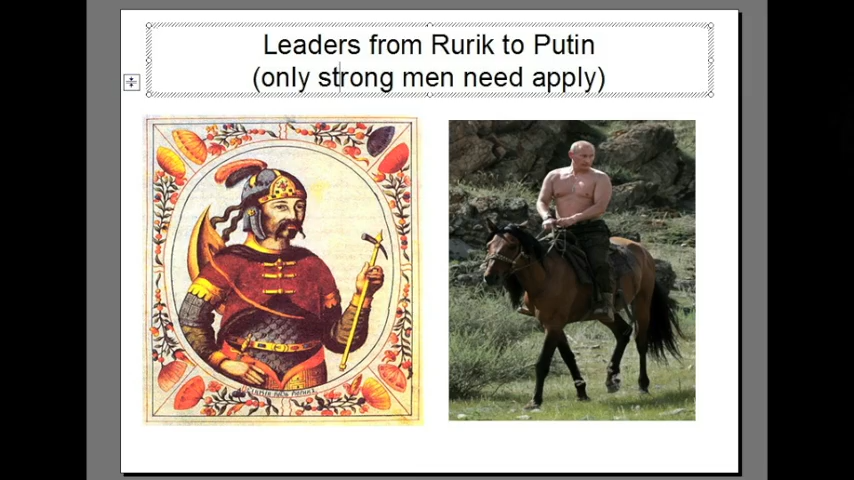 Leaders from Rurik to Putin
(only strong men need apply)